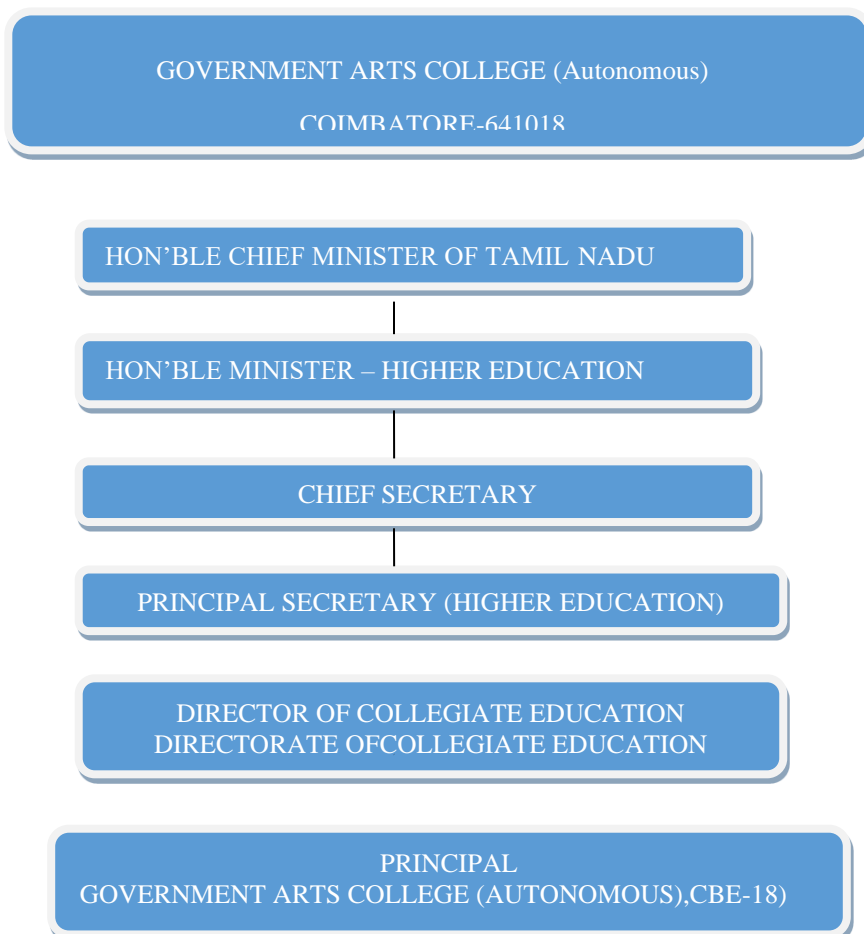 GOVERNMENT ARTS COLLEGE (Autonomous)
COIMBATORE-641018
HON’BLE CHIEF MINISTER OF TAMIL NADU
HON’BLE MINISTER – HIGHER EDUCATION
CHIEF SECRETARY
PRINCIPAL SECRETARY (HIGHER EDUCATION)
DIRECTOR OF COLLEGIATE EDUCATION
DIRECTORATE OFCOLLEGIATE EDUCATION
PRINCIPAL
GOVERNMENT ARTS COLLEGE (AUTONOMOUS),CBE-18)